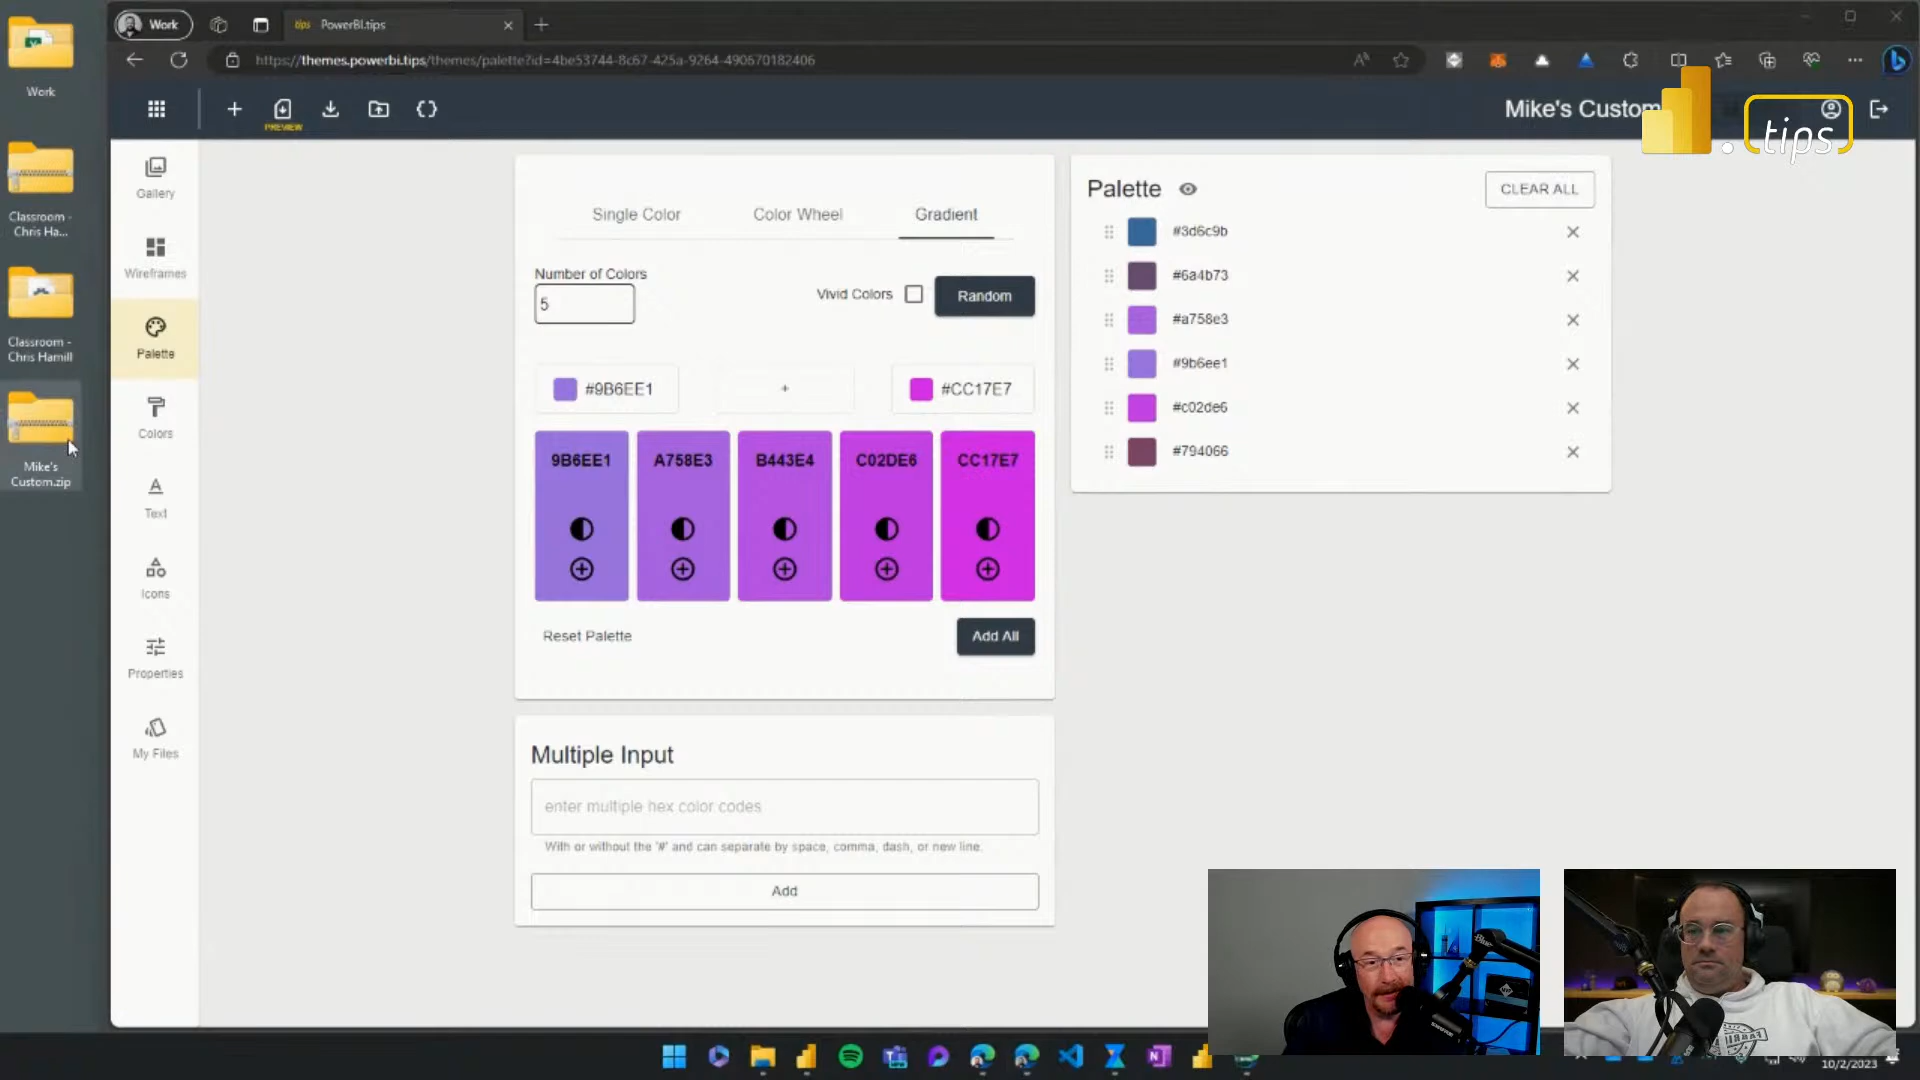 Work
PowerBI.tips
https://themes.powerbi.tips/themes/palette?id=4be53744-8c67-425a-9264-490670182406
Work
Classroom -
Chris Ha...
Classroom -
Chris Hamill
Mike's
Custom.zip
PREVIEW
Mike's Custom
.tips
Gallery
Wireframes
Palette
Colors
Text
Icons
Properties
My Files
Single Color
Color Wheel
Gradient
Number of Colors
5
Vivid Colors
Random
#9B6EE1
+
#CC17E7
9B6EE1
A758E3
B443E4
C02DE6
CC17E7
Reset Palette
Add All
Multiple Input
enter multiple hex color codes
With or without the '#' and can separate by space, comma, dash, or new line.
Add
Palette
CLEAR ALL
#3d6c9b
#6a4b73
#a758e3
#9b6ee1
#c02de6
#794066
10/2/2023